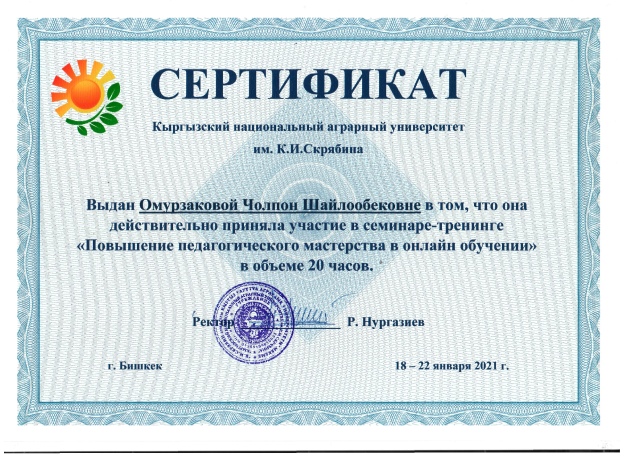 СЕРТИФИКАТ
Кыргызский национальный аграрный университет
им. К.И.Скрябина
Выдан Омурзаковой Чолпон Шайлообековне в том, что она
действительно приняла участие в семинаре-тренинге
«Повышение педагогического мастерства в онлайн обучении»
в объеме 20 часов.
Ректор Р. Нургазиев
г. Бишкек 18 – 22 января 2021 г.